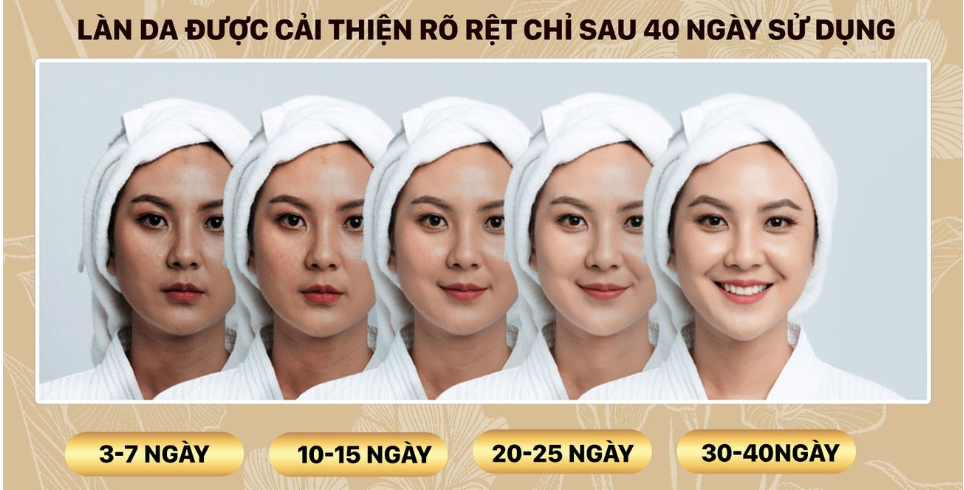 LÀN DA ĐƯỢC CẢI THIỆN RÕ RỆT CHỈ SAU 40 NGÀY SỬ DỤNG
3-7 NGÀY
10-15 NGÀY
20-25 NGÀY
30-40NGÀY